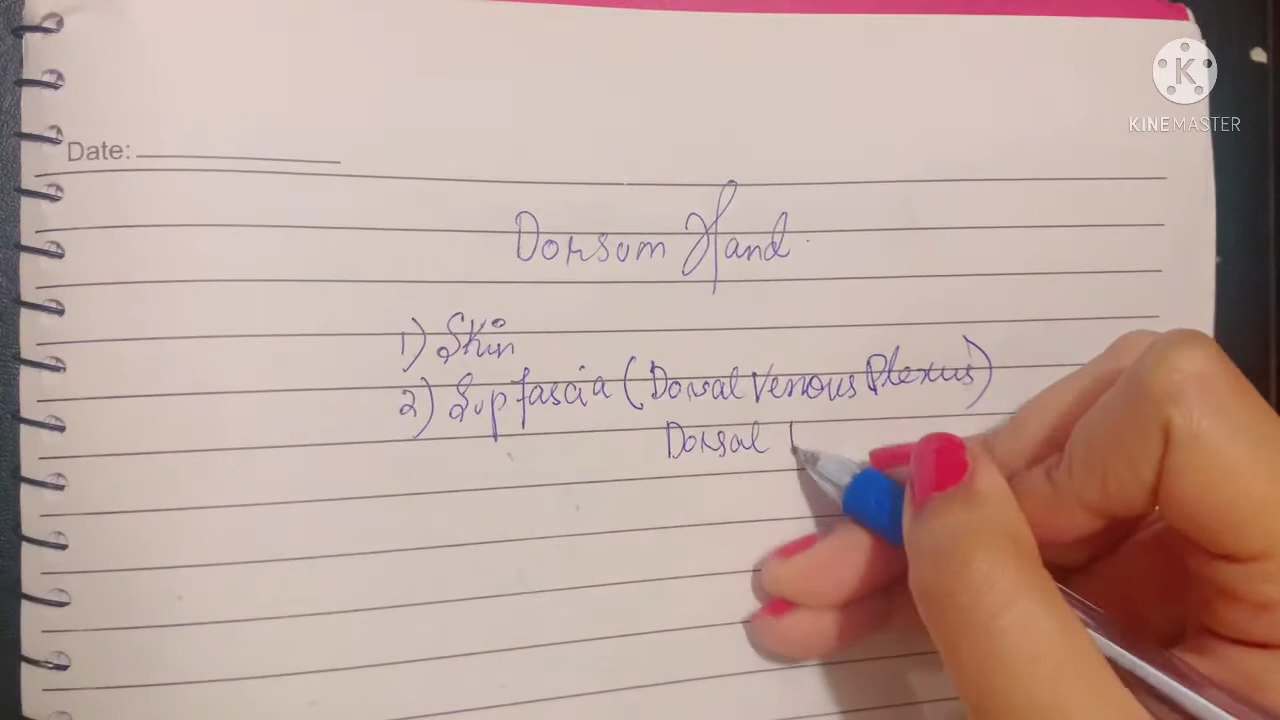 K
KINEMASTER
Date:
Dorsum Hand
1) Skin
2) Sup fascia (Dorsal Venous Plexus)
Dorsal